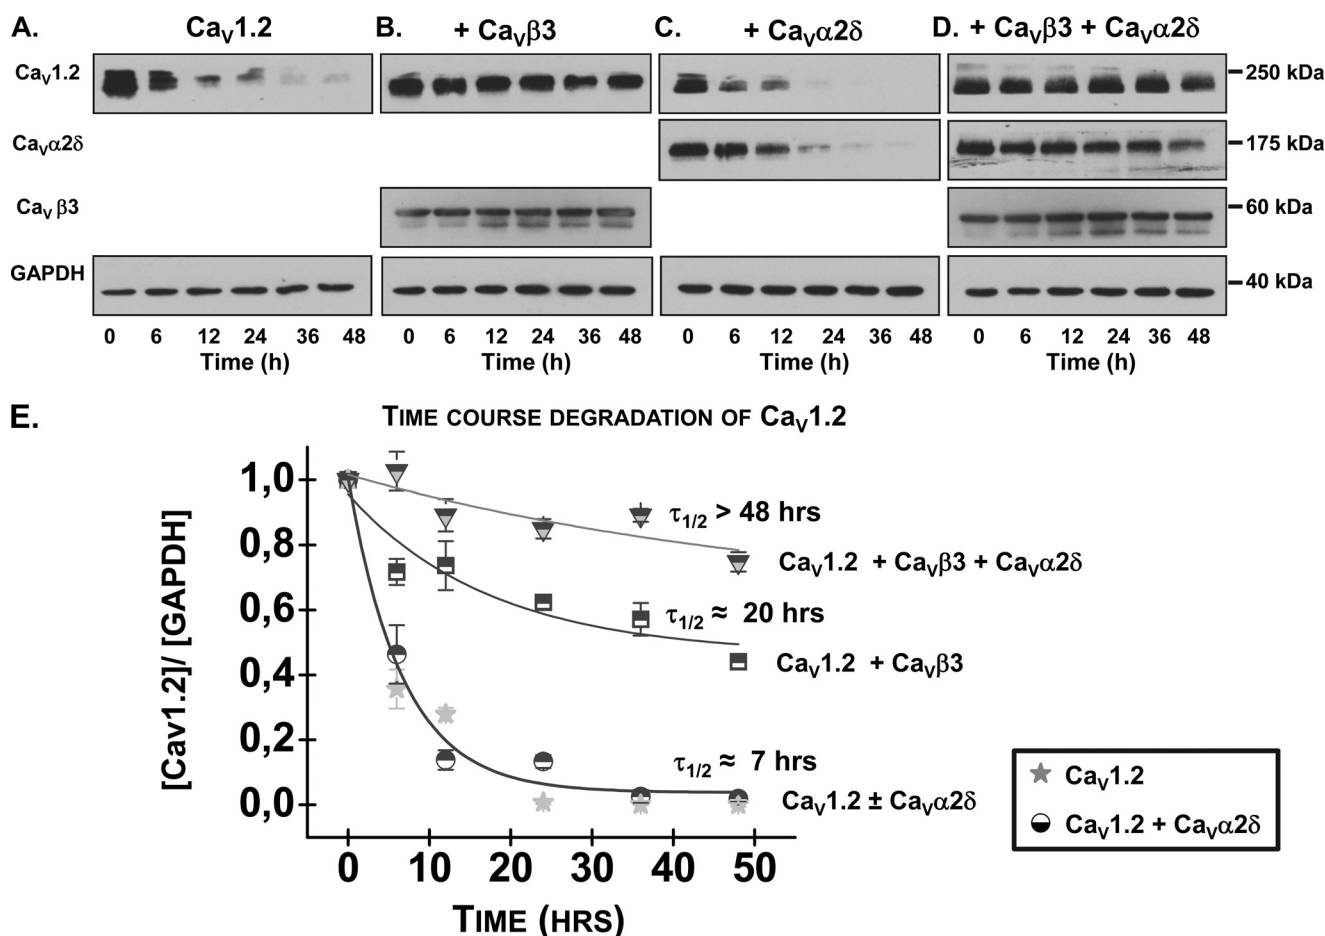 A. CaV1.2
B. + CaVβ3
C. + CaVα2δ
D. + CaVβ3 + CaVα2δ
CaV1.2
250 kDa
CaVα2δ
175 kDa
CaV β3
60 kDa
GAPDH
40 kDa
0 6 12 24 36 48
Time (h)
0 6 12 24 36 48
Time (h)
0 6 12 24 36 48
Time (h)
0 6 12 24 36 48
Time (h)
E.
TIME COURSE DEGRADATION OF CaV1.2
[Cav1.2]/ [GAPDH]
1,0
0,8
0,6
0,4
0,2
0,0
τ1/2 > 48 hrs
CaV1.2 + CaVβ3 + CaVα2δ
τ1/2 ≈ 20 hrs
CaV1.2 + CaVβ3
τ1/2 ≈ 7 hrs
CaV1.2 ± CaVα2δ
0 10 20 30 40 50
TIME (HRS)
CaV1.2
CaV1.2 + CaVα2δ